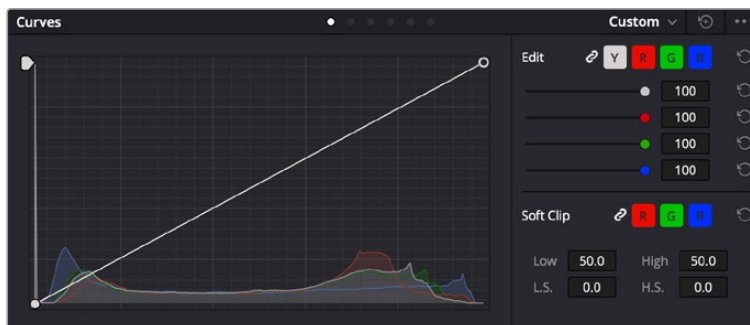 Curves
Custom
Edit
Y R G B
100
100
100
100
Soft Clip
R G B
Low 50.0 High 50.0
L.S. 0.0 H.S. 0.0